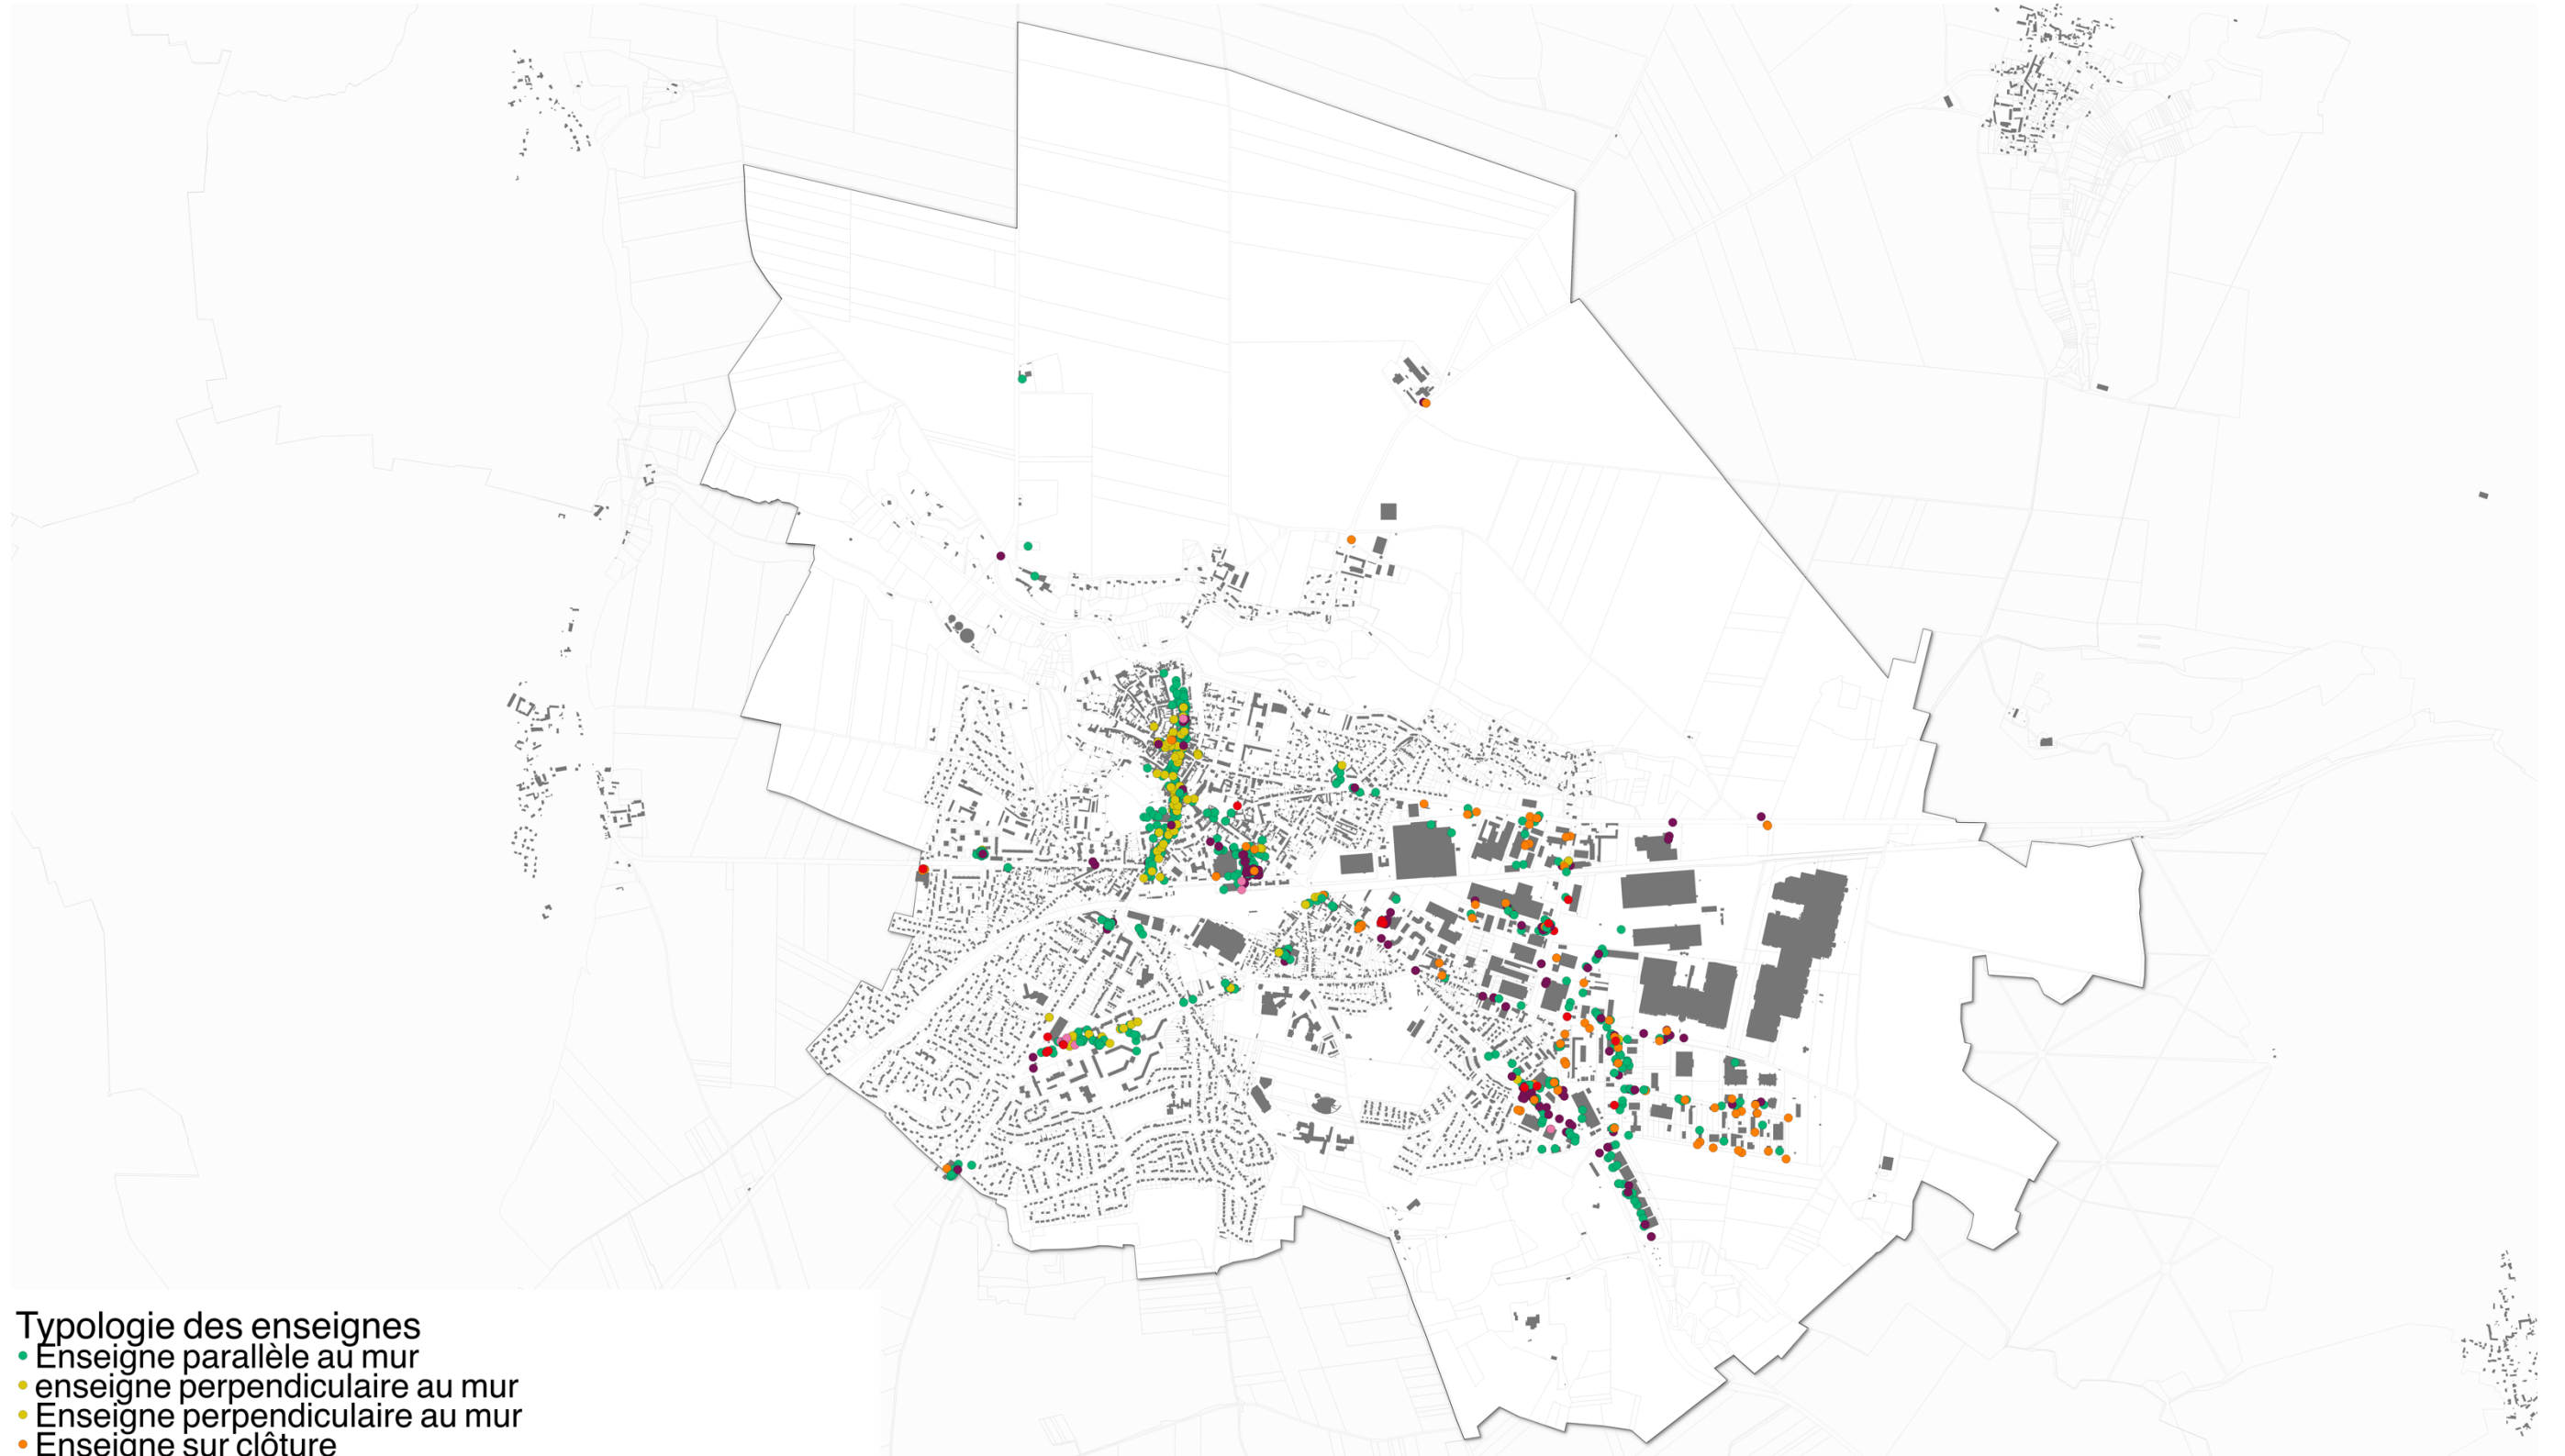 Typologie des enseignes
Enseigne parallèle au mur
enseigne perpendiculaire au mur
Enseigne perpendiculaire au mur
Enseigne sur clôture